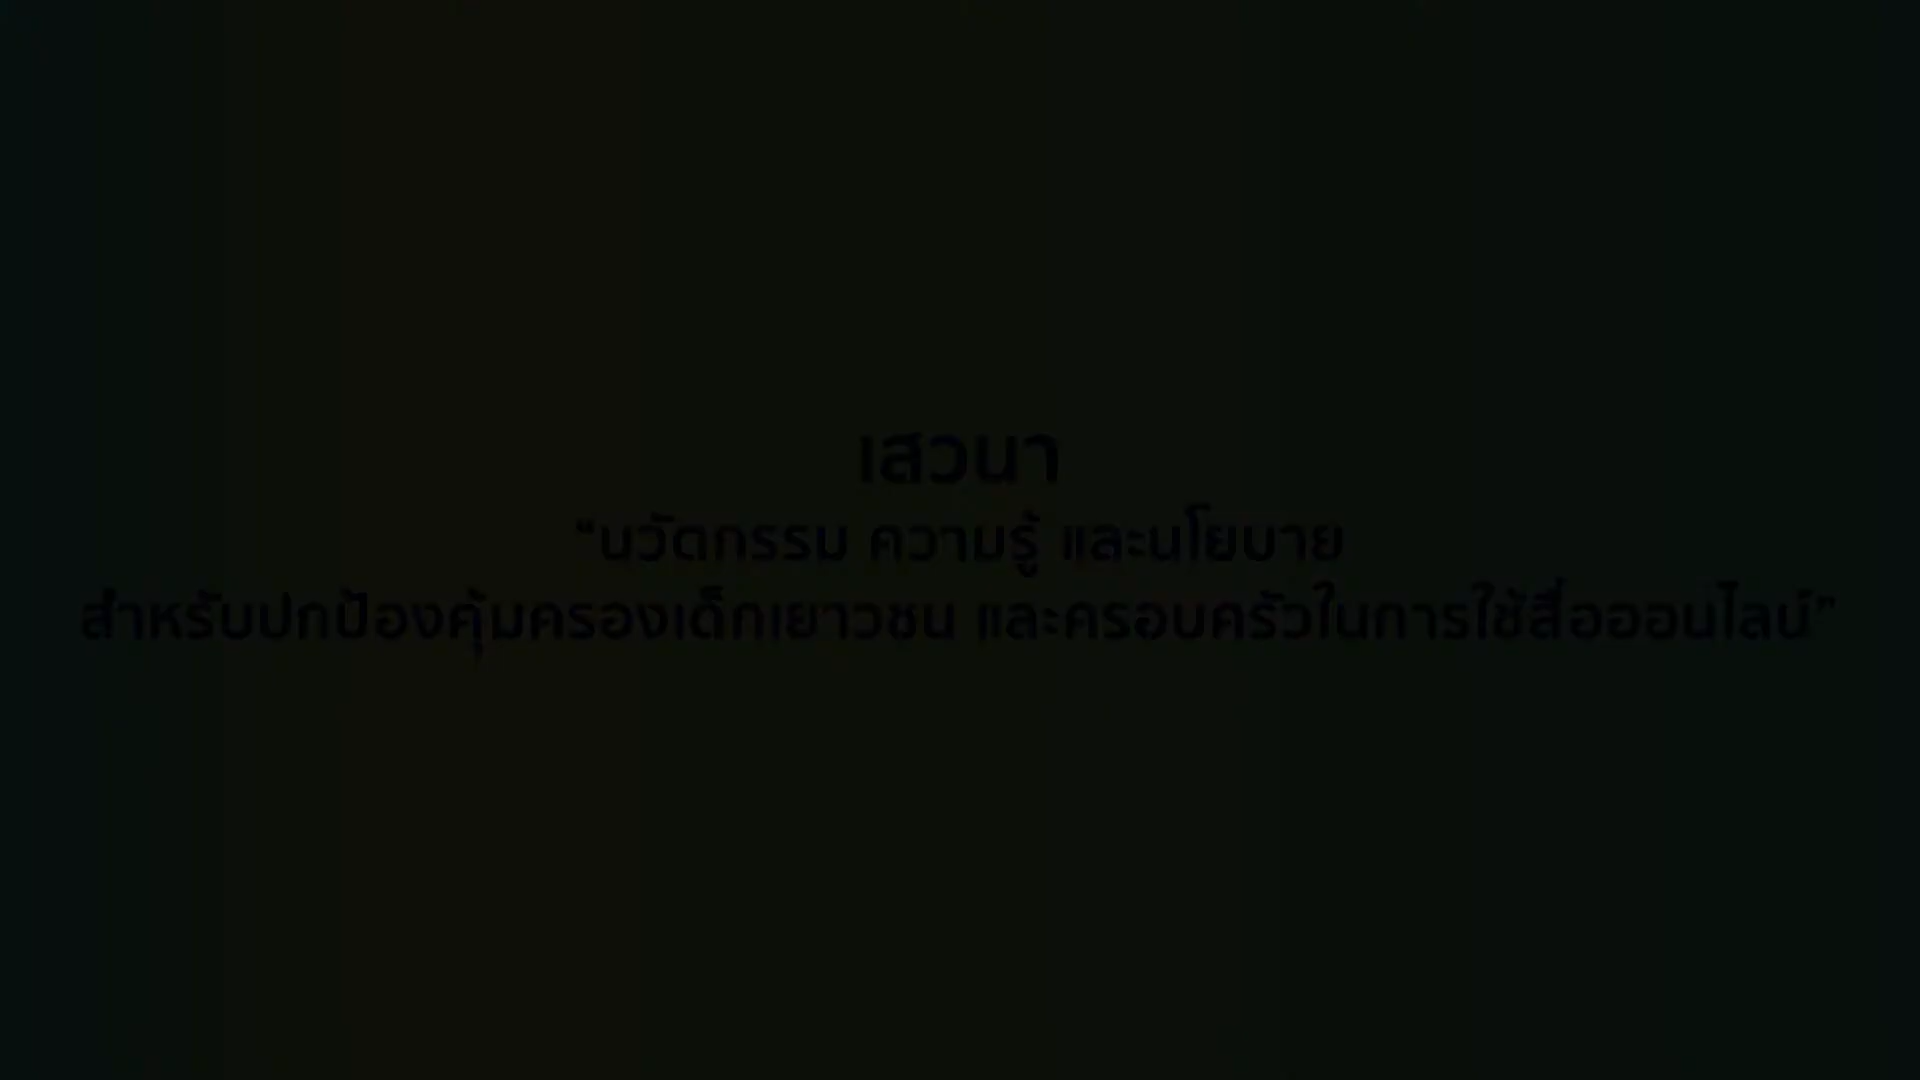 เสวนา
“นวัตกรรม ความรู้ และนโยบาย
สำหรับปกป้องคุ้มครองเด็กเยาวชน และครอบครัวในการใช้สื่อออนไลน์”